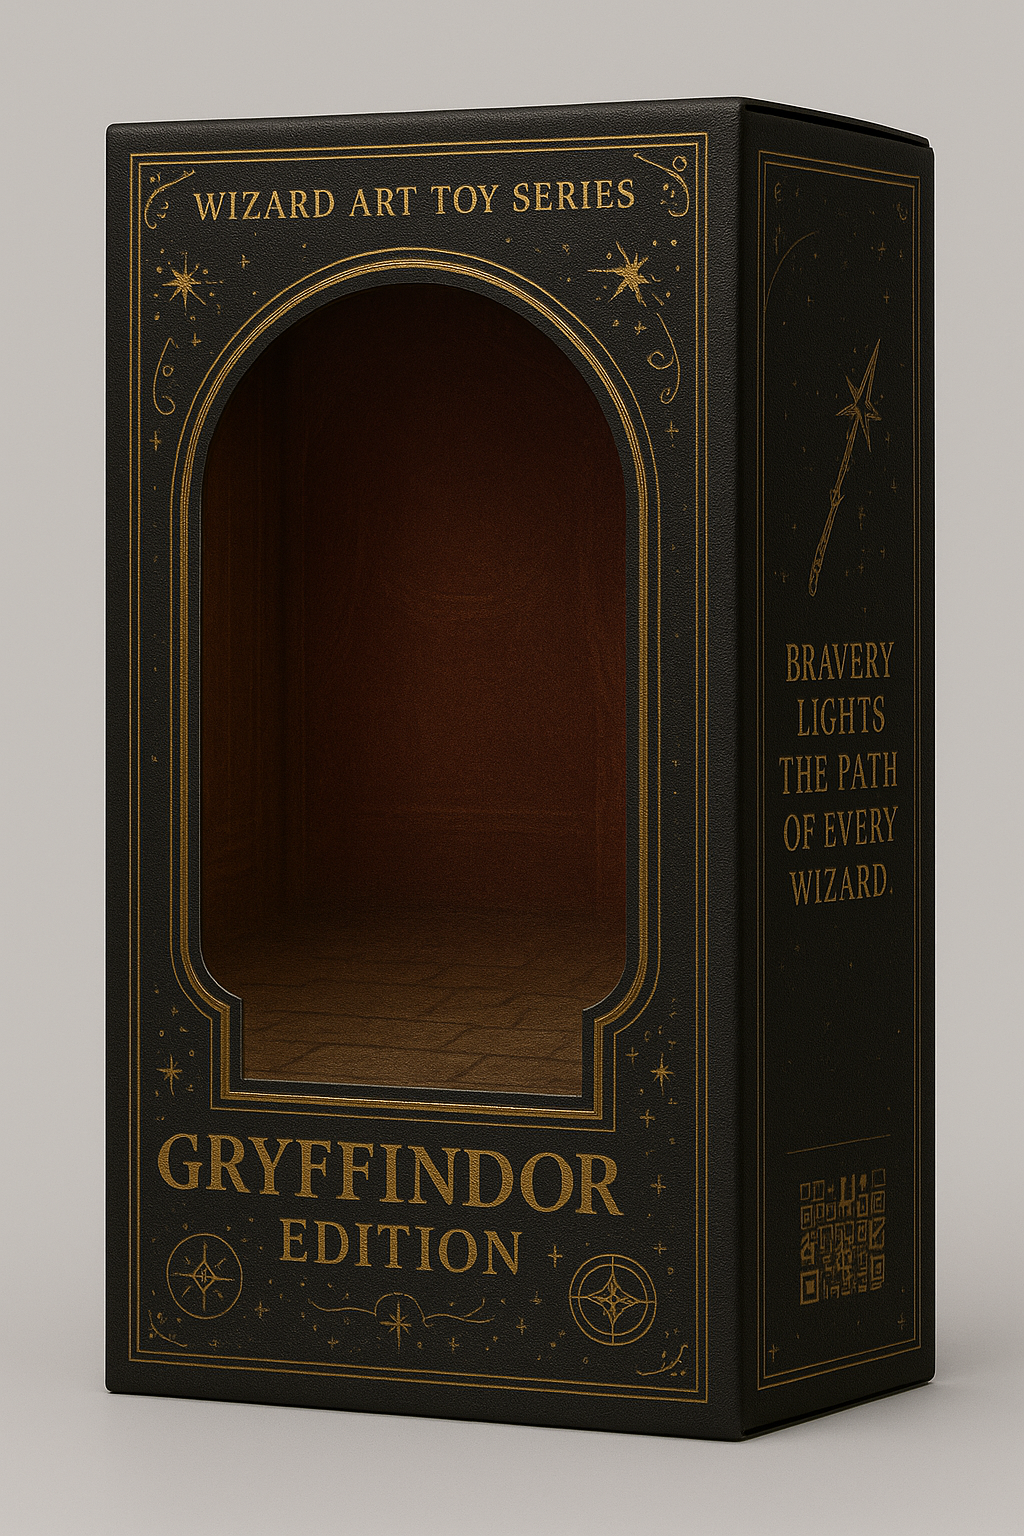 WIZARD ART TOY SERIES
GRYFFINDOR
EDITION
BRAVERY
LIGHTS
THE PATH
OF EVERY
WIZARD.